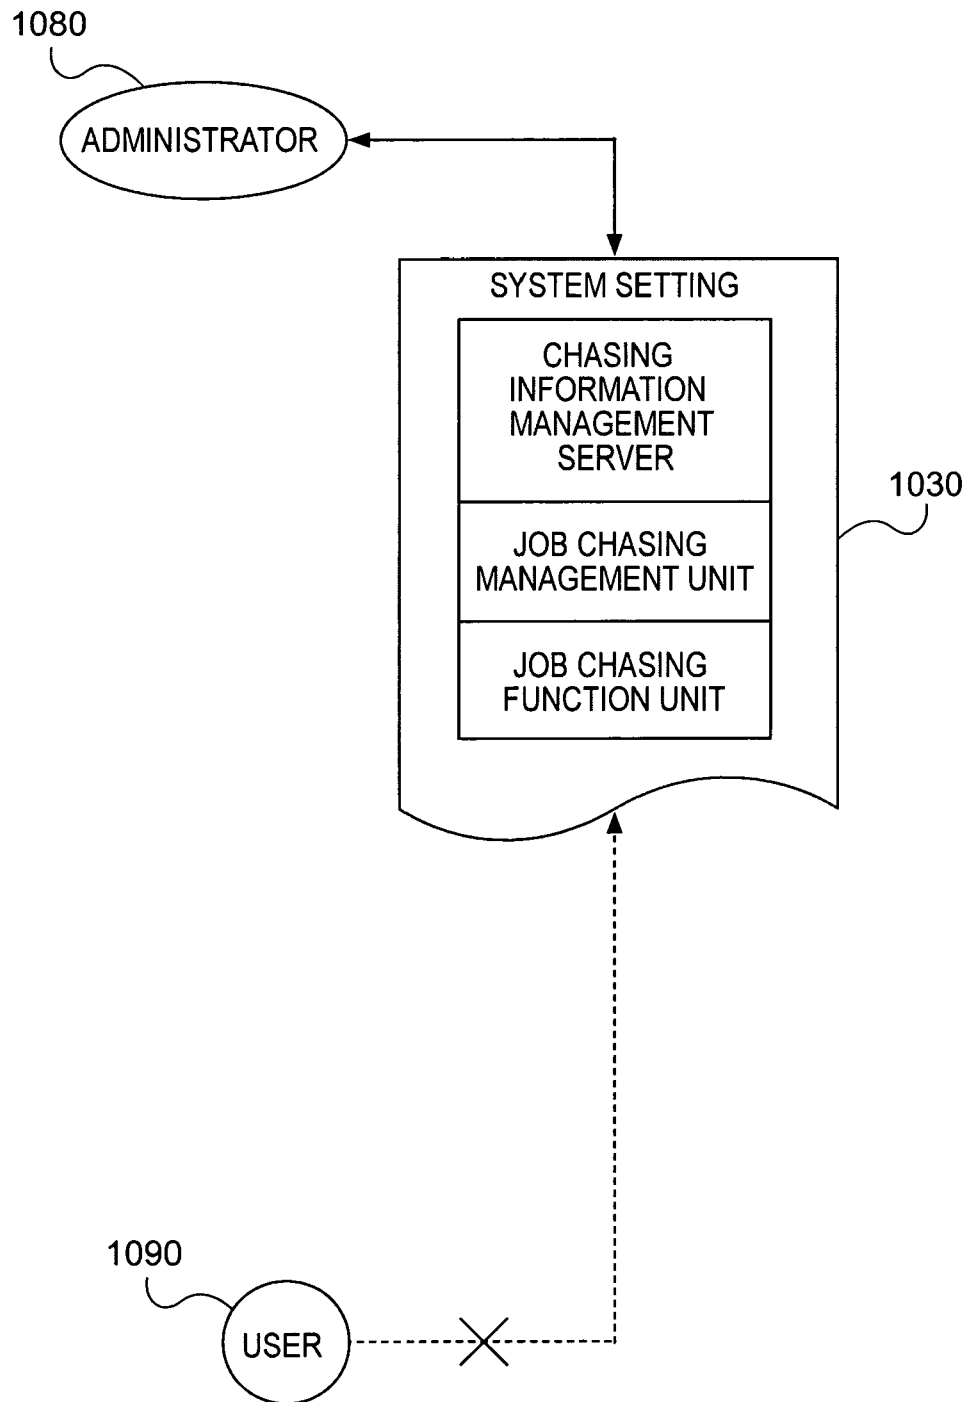 1080
ADMINISTRATOR
SYSTEM SETTING
CHASING
INFORMATION
MANAGEMENT
SERVER
1030
JOB CHASING
MANAGEMENT UNIT
JOB CHASING
FUNCTION UNIT
1090
USER